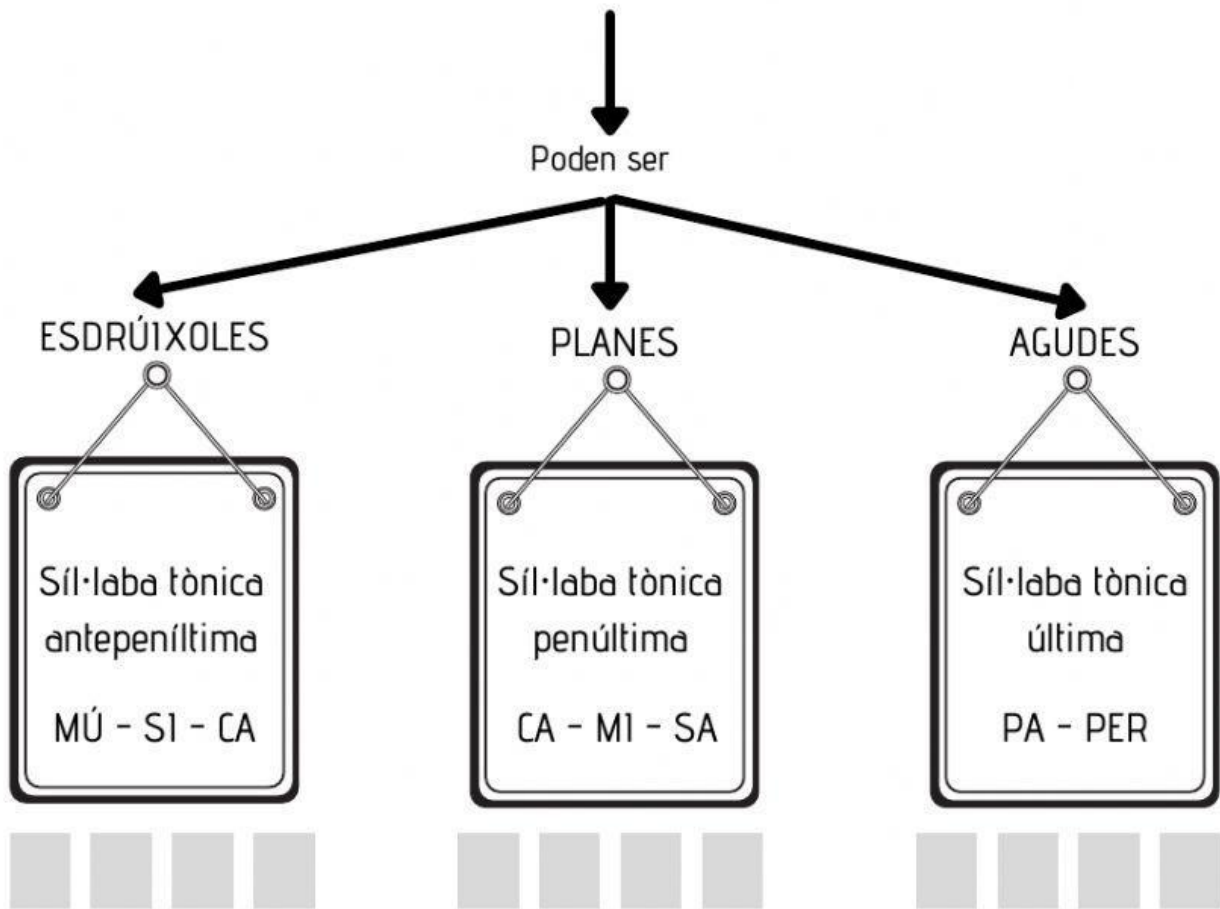 Poden ser
ESDRÚIXOLES
PLANES
AGUDES
Síl·laba tònica
antepeníltima
MÚ - SI - CA
Síl·laba tònica
penúltima
CA - MI - SA
Síl·laba tònica
última
PA - PER